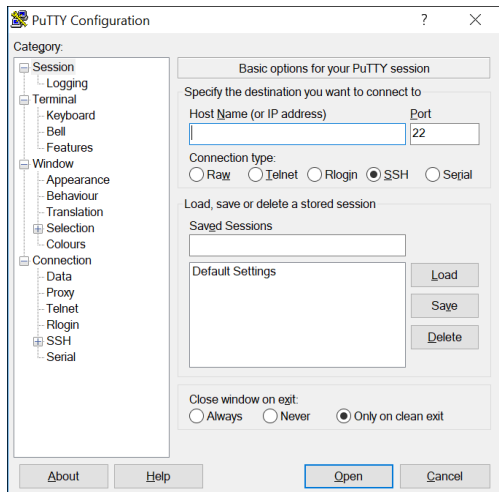 PuTTY Configuration
?
Category:
Session
Logging
Terminal
Keyboard
Bell
Features
Window
Appearance
Behaviour
Translation
Selection
Colours
Connection
Data
Proxy
Telnet
Rlogin
SSH
Serial
Basic options for your PuTTY session
Specify the destination you want to connect to
Host Name (or IP address) Port
22
Connection type:
Raw Telnet Rlogin SSH Serial
Load, save or delete a stored session
Saved Sessions
Default Settings
Load
Save
Delete
Close window on exit:
Always Never Only on clean exit
About Help Open Cancel